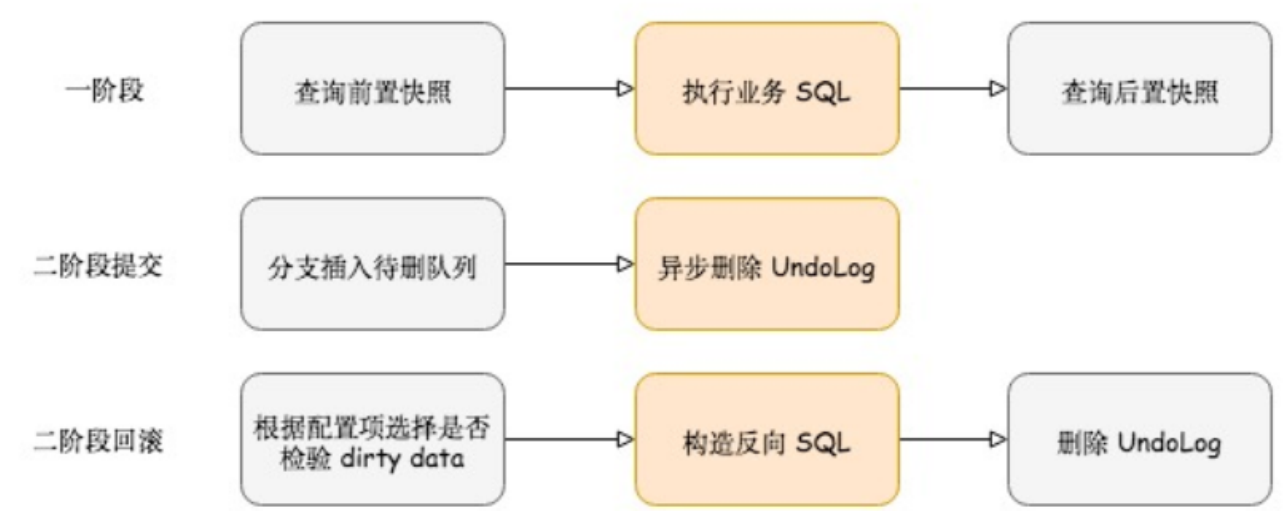 一阶段
查询前置快照
执行业务 SQL
查询后置快照
二阶段提交
分支插入待删队列
异步删除 UndoLog
二阶段回滚
根据配置项选择是否
检验 dirty data
构造反向 SQL
删除 UndoLog